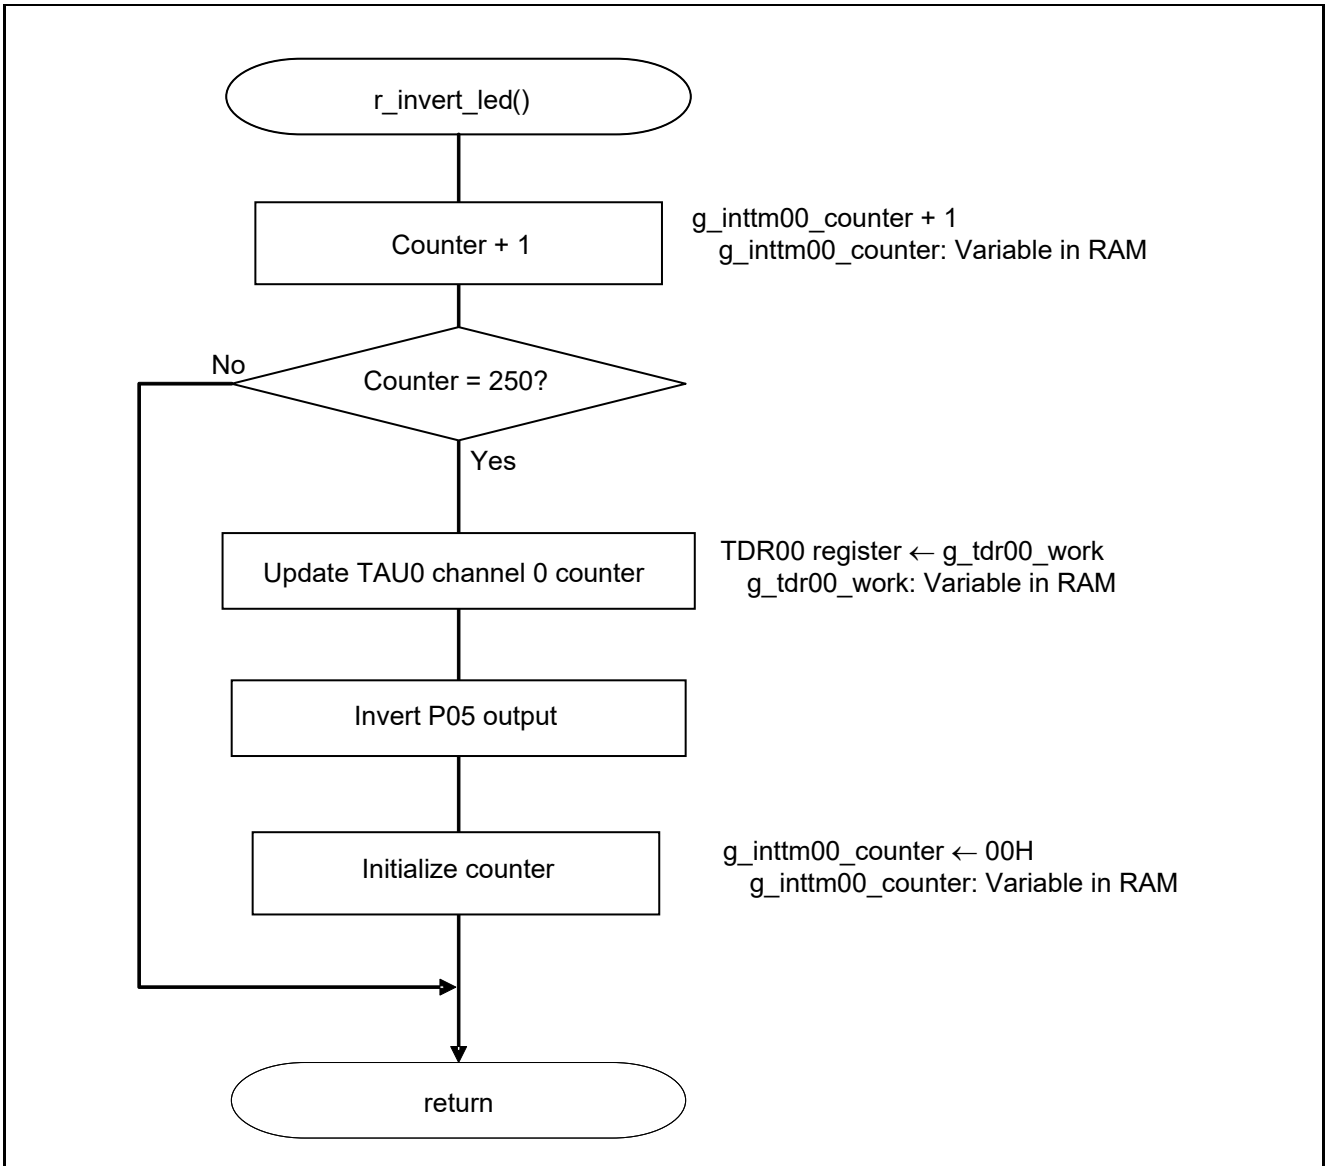 r_invert_led()
Counter + 1
g_inttm00_counter + 1
g_inttm00_counter: Variable in RAM
No
Counter = 250?
Yes
Update TAU0 channel 0 counter
TDR00 register ← g_tdr00_work
g_tdr00_work: Variable in RAM
Invert P05 output
Initialize counter
g_inttm00_counter ← 00H
g_inttm00_counter: Variable in RAM
return